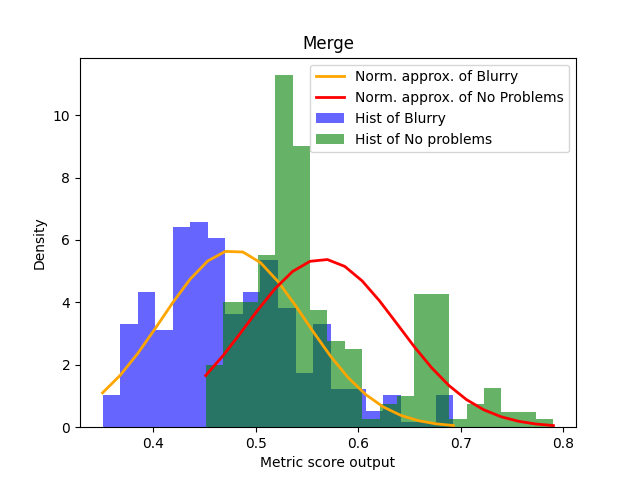 Merge
Norm. approx. of Blurry
Norm. approx. of No Problems
Hist of Blurry
Hist of No problems
Density
10
8
6
4
2
0
0.4
0.5
0.6
0.7
0.8
Metric score output